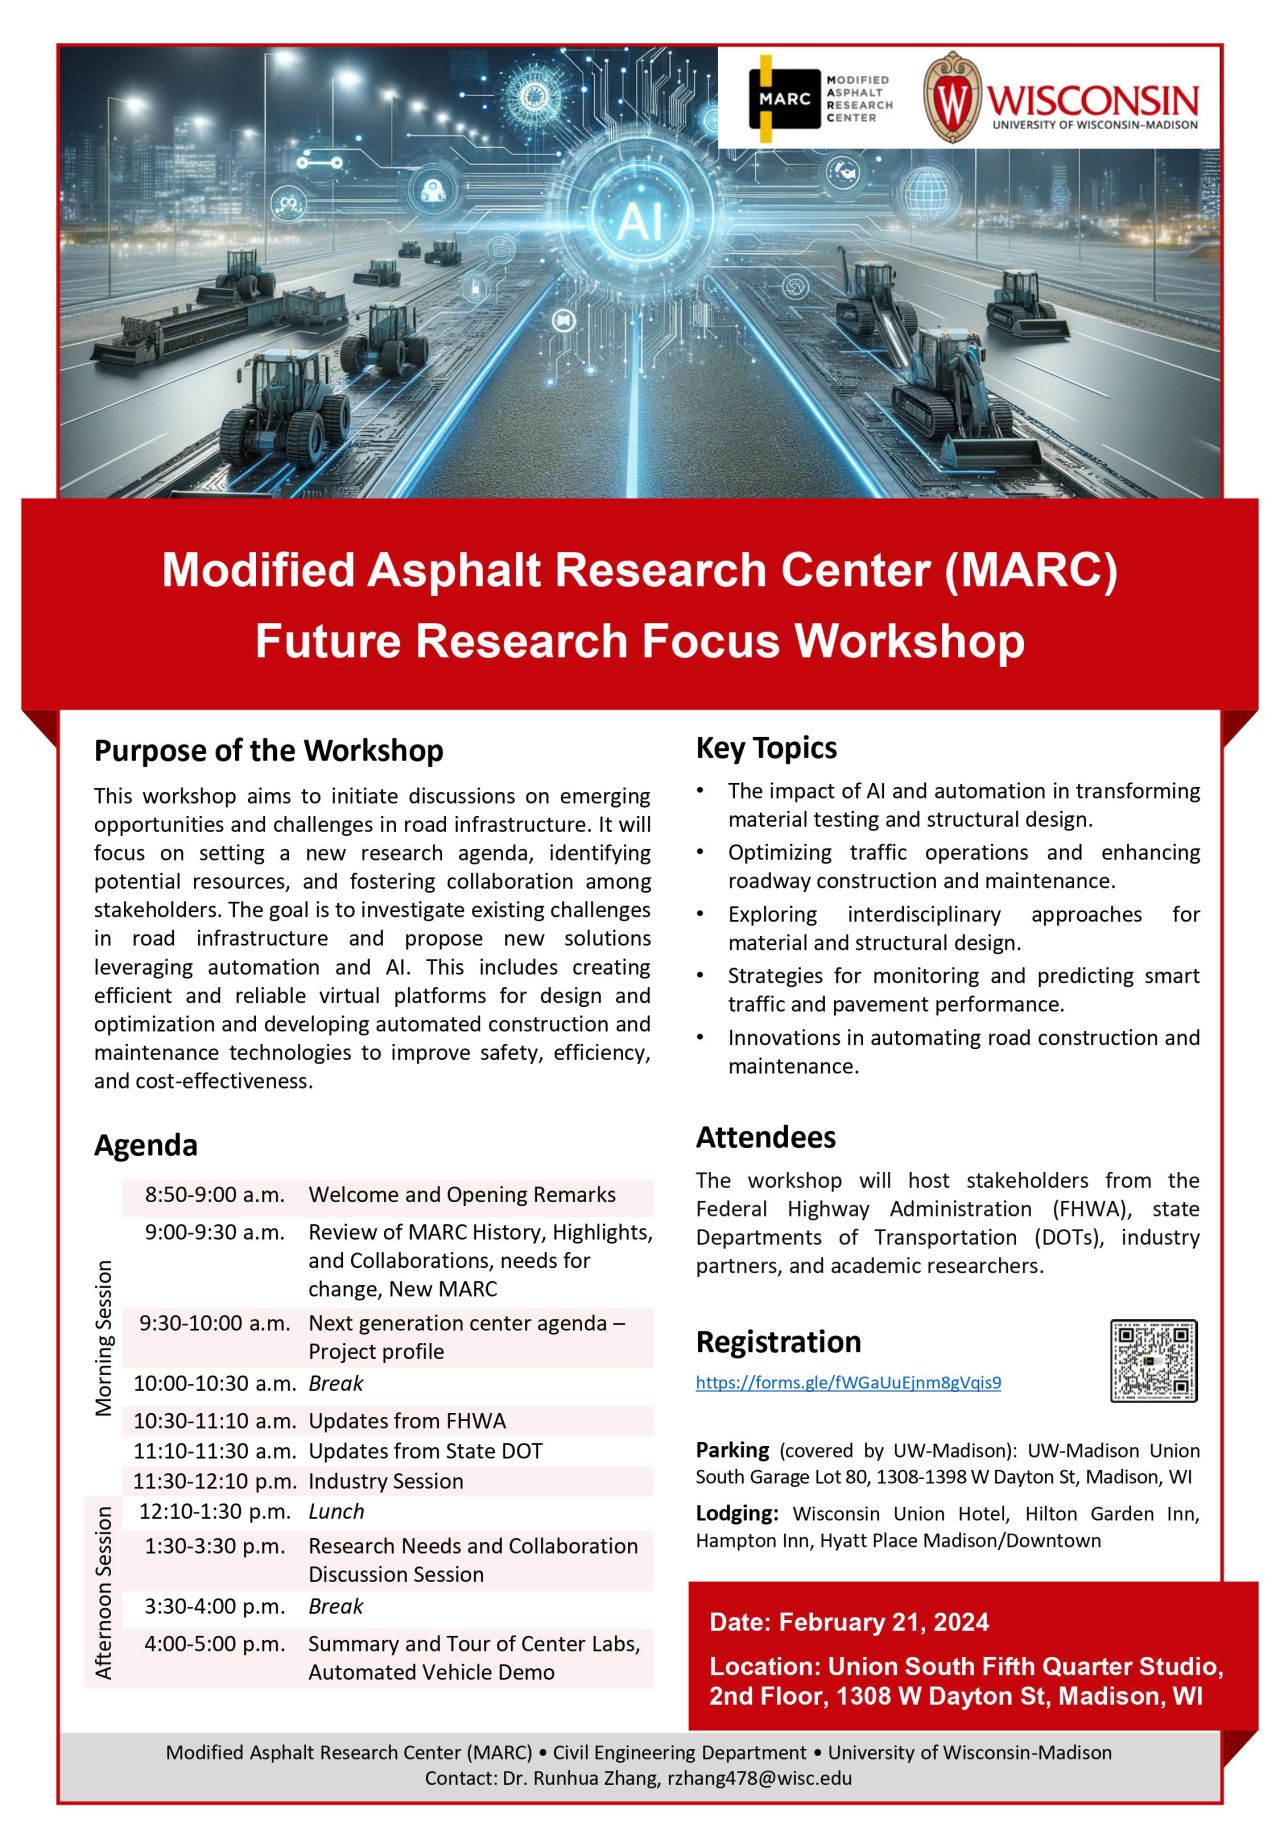 MARC
MODIFIED
ASPHALT
RESEARCH
CENTER
W
WISCONSIN
UNIVERSITY OF WISCONSIN–MADISON
AI
Modified Asphalt Research Center (MARC)
Future Research Focus Workshop
Purpose of the Workshop
This workshop aims to initiate discussions on emerging
opportunities and challenges in road infrastructure. It will
focus on setting a new research agenda, identifying
potential resources, and fostering collaboration among
stakeholders. The goal is to investigate existing challenges
in road infrastructure and propose new solutions
leveraging automation and AI. This includes creating
efficient and reliable virtual platforms for design and
optimization and developing automated construction and
maintenance technologies to improve safety, efficiency,
and cost-effectiveness.
Agenda
Morning Session
8:50-9:00 a.m. Welcome and Opening Remarks
9:00-9:30 a.m. Review of MARC History, Highlights,
and Collaborations, needs for
change, New MARC
9:30-10:00 a.m. Next generation center agenda –
Project profile
10:00-10:30 a.m. Break
10:30-11:10 a.m. Updates from FHWA
11:10-11:30 a.m. Updates from State DOT
11:30-12:10 p.m. Industry Session
Afternoon Session
12:10-1:30 p.m. Lunch
1:30-3:30 p.m. Research Needs and Collaboration
Discussion Session
3:30-4:00 p.m. Break
4:00-5:00 p.m. Summary and Tour of Center Labs,
Automated Vehicle Demo
Key Topics
• The impact of AI and automation in transforming
material testing and structural design.
• Optimizing traffic operations and enhancing
roadway construction and maintenance.
• Exploring interdisciplinary approaches for
material and structural design.
• Strategies for monitoring and predicting smart
traffic and pavement performance.
• Innovations in automating road construction and
maintenance.
Attendees
The workshop will host stakeholders from the
Federal Highway Administration (FHWA), state
Departments of Transportation (DOTs), industry
partners, and academic researchers.
Registration
https://forms.gle/fWGaUuEjnm8gVqis9
Parking (covered by UW-Madison): UW-Madison Union
South Garage Lot 80, 1308-1398 W Dayton St, Madison, WI
Lodging: Wisconsin Union Hotel, Hilton Garden Inn,
Hampton Inn, Hyatt Place Madison/Downtown
Date: February 21, 2024
Location: Union South Fifth Quarter Studio,
2nd Floor, 1308 W Dayton St, Madison, WI
Modified Asphalt Research Center (MARC) • Civil Engineering Department • University of Wisconsin-Madison
Contact: Dr. Runhua Zhang, rzhang478@wisc.edu